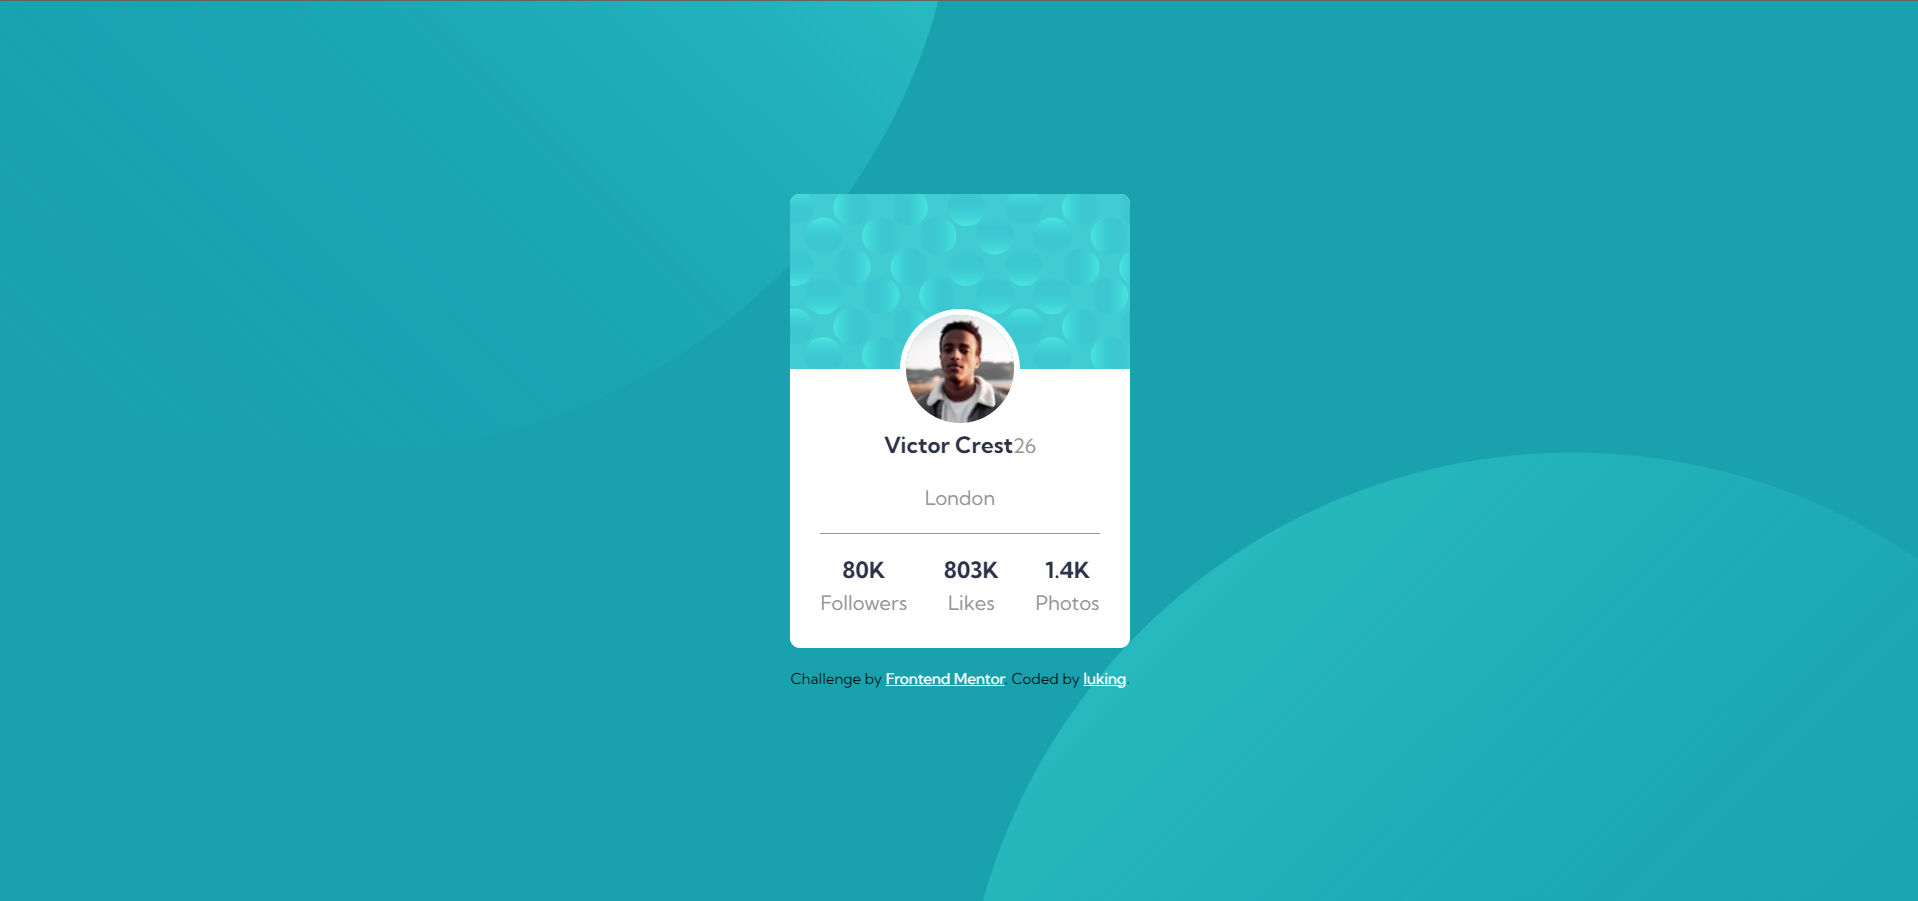 Victor Crest26
London
80K 803K 1.4K
Followers Likes Photos
Challenge by Frontend Mentor. Coded by luking.